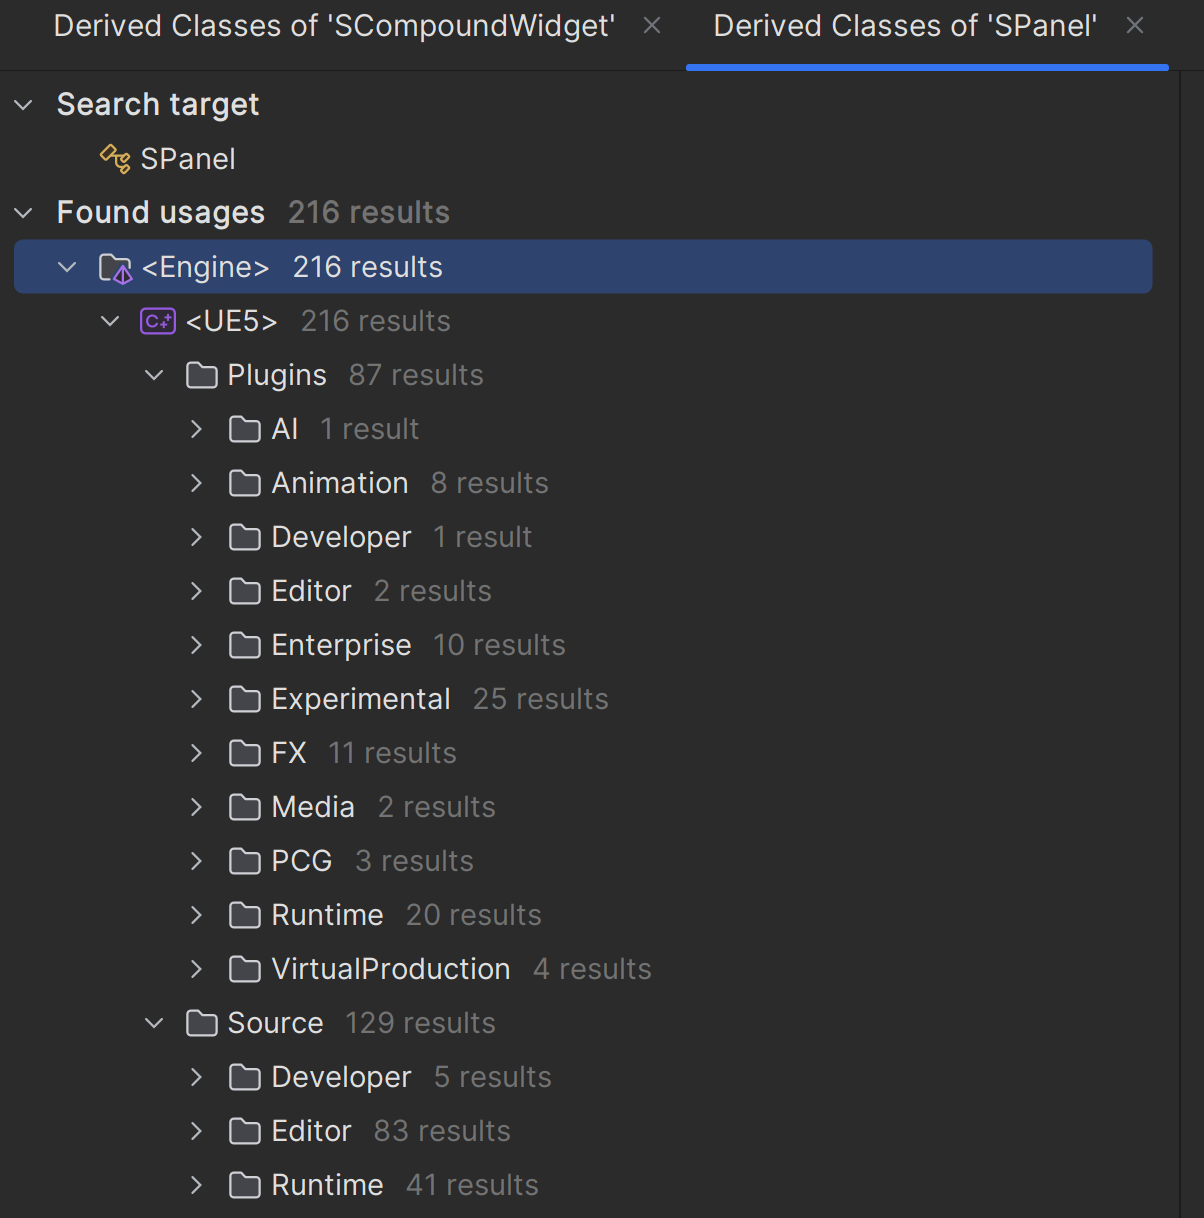 Derived Classes of 'SCompoundWidget' Derived Classes of 'SPanel'
Search target
SPanel
Found usages 216 results
<Engine> 216 results
C++ <UE5> 216 results
Plugins 87 results
AI 1 result
Animation 8 results
Developer 1 result
Editor 2 results
Enterprise 10 results
Experimental 25 results
FX 11 results
Media 2 results
PCG 3 results
Runtime 20 results
VirtualProduction 4 results
Source 129 results
Developer 5 results
Editor 83 results
Runtime 41 results